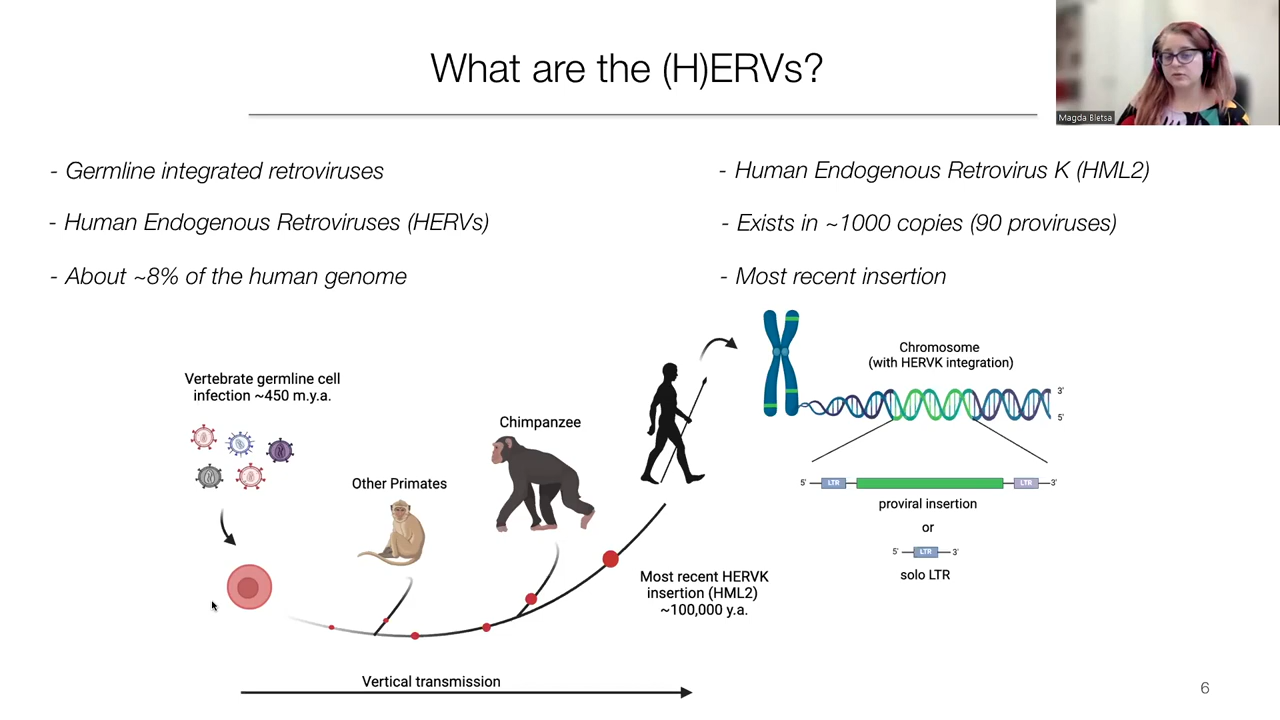 What are the (H)ERVs?
Magda Bletsa
- Germline integrated retroviruses
- Human Endogenous Retroviruses (HERVs)
- About ~8% of the human genome
- Human Endogenous Retrovirus K (HML2)
- Exists in ~1000 copies (90 proviruses)
- Most recent insertion
Vertebrate germline cell
infection ~450 m.y.a.
Other Primates
Chimpanzee
Most recent HERVK
insertion (HML2)
~100,000 y.a.
Vertical transmission
Chromosome
(with HERVK integration)
3'
5'
5' LTR LTR 3'
proviral insertion
or
5' LTR 3'
solo LTR
6